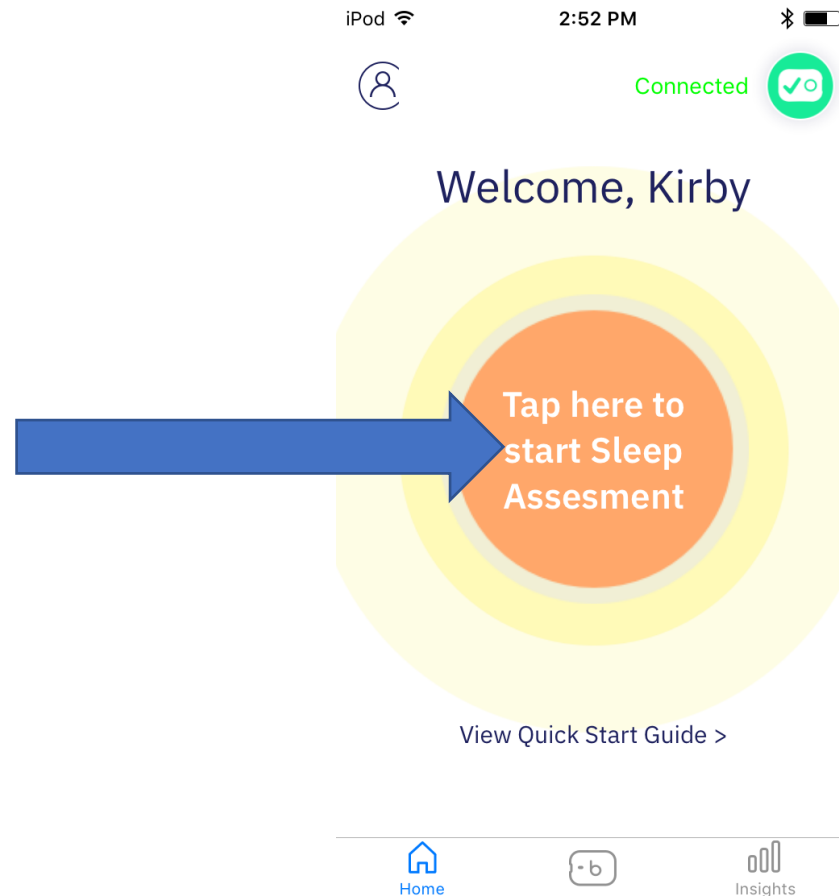 iPod 2:52 PM
Connected
Welcome, Kirby
Tap here to
start Sleep
Assesment
View Quick Start Guide >
b
Home Insights